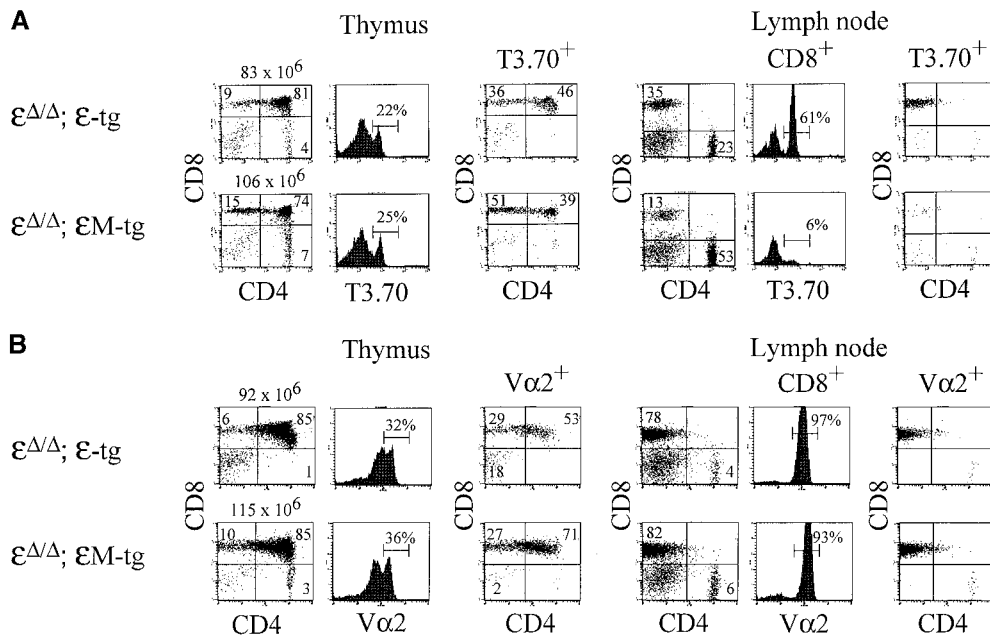 A
Thymus
Lymph node
T3.70+
CD8+
T3.70+
83 x 10^6
εΔ/Δ; ε-tg
9
81
4
22%
36
46
35
23
61%
CD8
CD8
106 x 10^6
εΔ/Δ; εM-tg
15
74
7
25%
51
39
13
53
6%
CD4
T3.70
CD4
CD4
T3.70
CD4
B
Thymus
Lymph node
Vα2+
CD8+
Vα2+
92 x 10^6
εΔ/Δ; ε-tg
6
85
1
32%
29
53
18
78
4
97%
CD8
CD8
115 x 10^6
εΔ/Δ; εM-tg
10
85
3
36%
27
71
2
82
6
93%
CD4
Vα2
CD4
CD4
Vα2
CD4